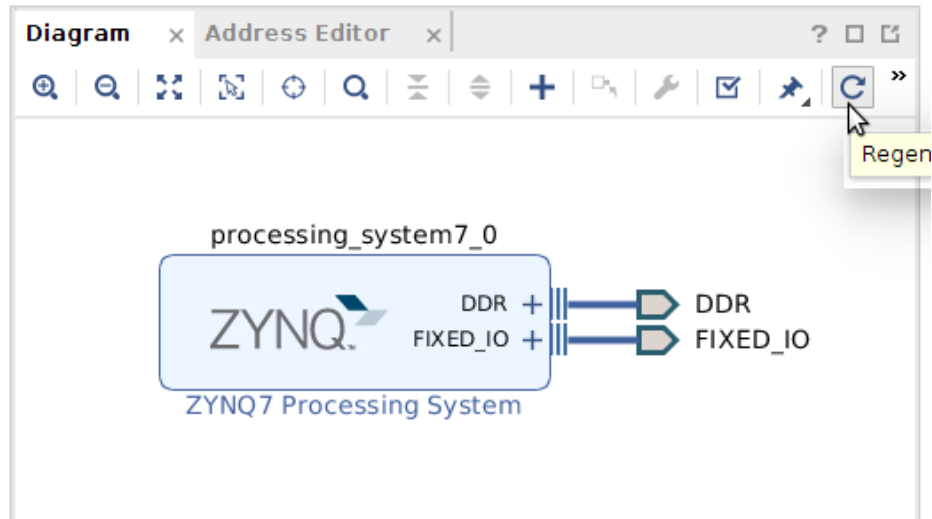 Diagram × Address Editor ×
?
»
Regen
processing_system7_0
ZYNQ
DDR
FIXED_IO
DDR
FIXED_IO
ZYNQ7 Processing System